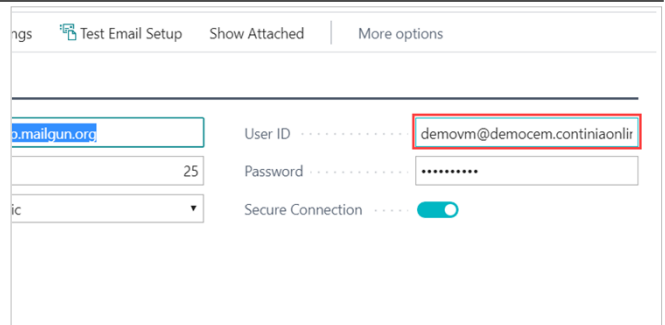 ngs Test Email Setup Show Attached More options
p.mailgun.org User ID demovm@democem.continiaonlin
25 Password ••••••••••
ic Secure Connection